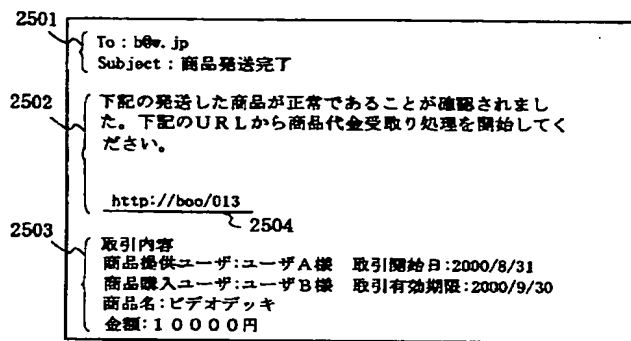 2501
To：b@w.jp
Subject：商品発送完了
2502
下記の発送した商品が正常であることが確認されまし
た。下記のＵＲＬから商品代金受取り処理を開始してく
ださい。
http://boo/013
2504
2503
取引内容
商品提供ユーザ:ユーザＡ様　取引開始日:2000/8/31
商品購入ユーザ:ユーザＢ様　取引有効期限:2000/9/30
商品名:ビデオデッキ
金額:１００００円